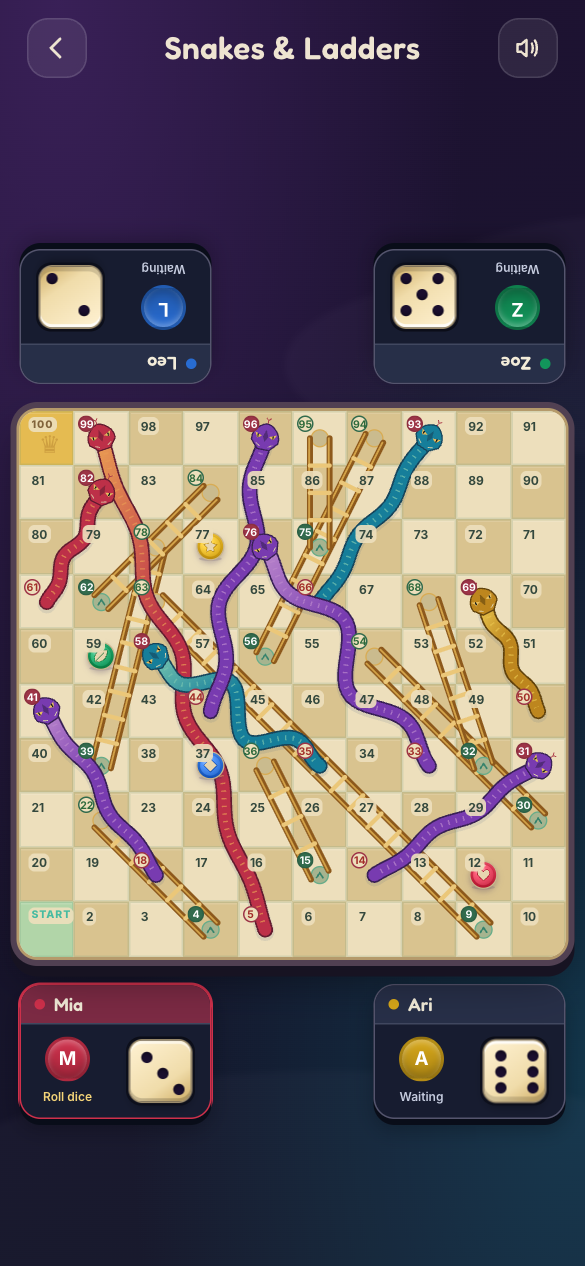 Snakes & Ladders
Waiting
L
Leo
Waiting
Z
Zoe
100 99 98 97 96 95 94 93 92 91
81 82 83 84 85 86 87 88 89 90
80 79 78 77 76 75 74 73 72 71
61 62 63 64 65 66 67 68 69 70
60 59 58 57 56 55 54 53 52 51
41 42 43 44 45 46 47 48 49 50
40 39 38 37 36 35 34 33 32 31
21 22 23 24 25 26 27 28 29 30
20 19 18 17 16 15 14 13 12 11
START 2 3 4 5 6 7 8 9 10
Mia
M
Roll dice
Ari
A
Waiting